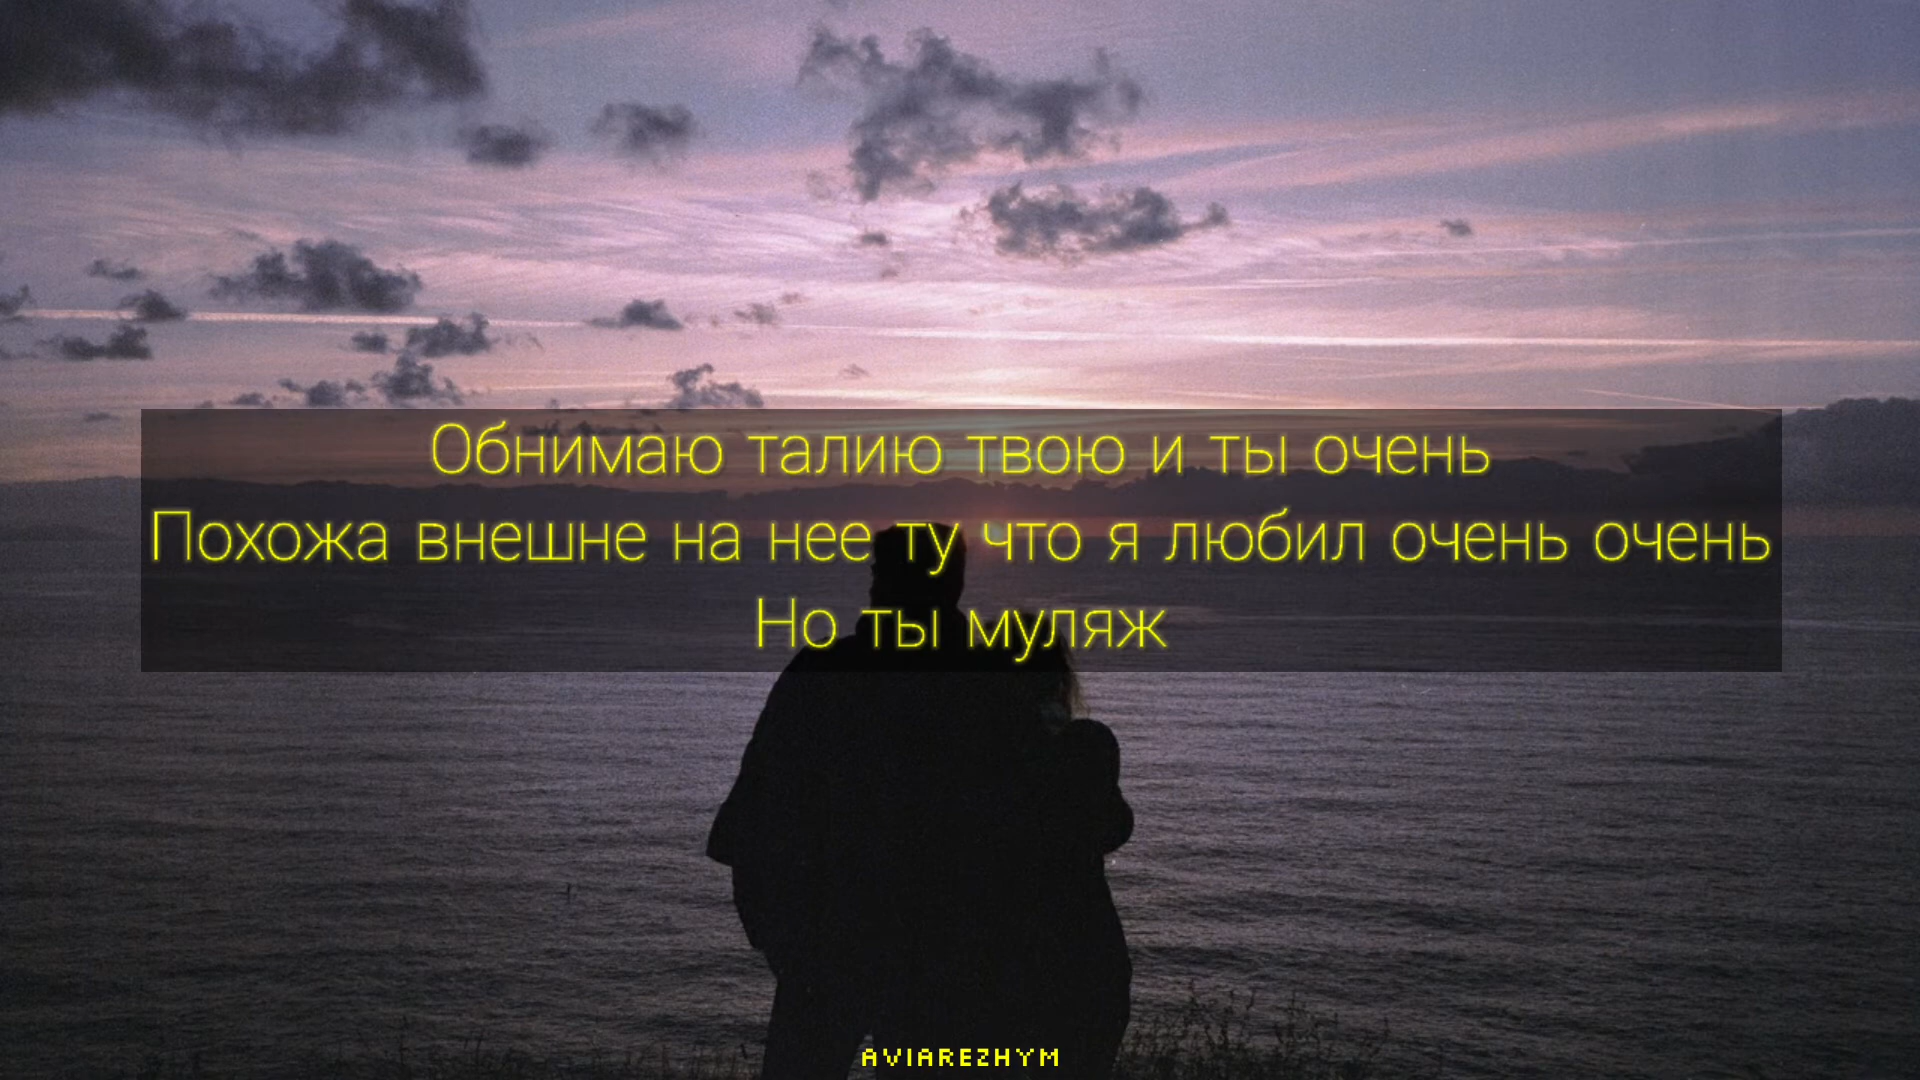 Обнимаю талию твою и ты очень
Похожа внешне на нее ту что я любил очень очень
Но ты муляж
AVIAREZHYM